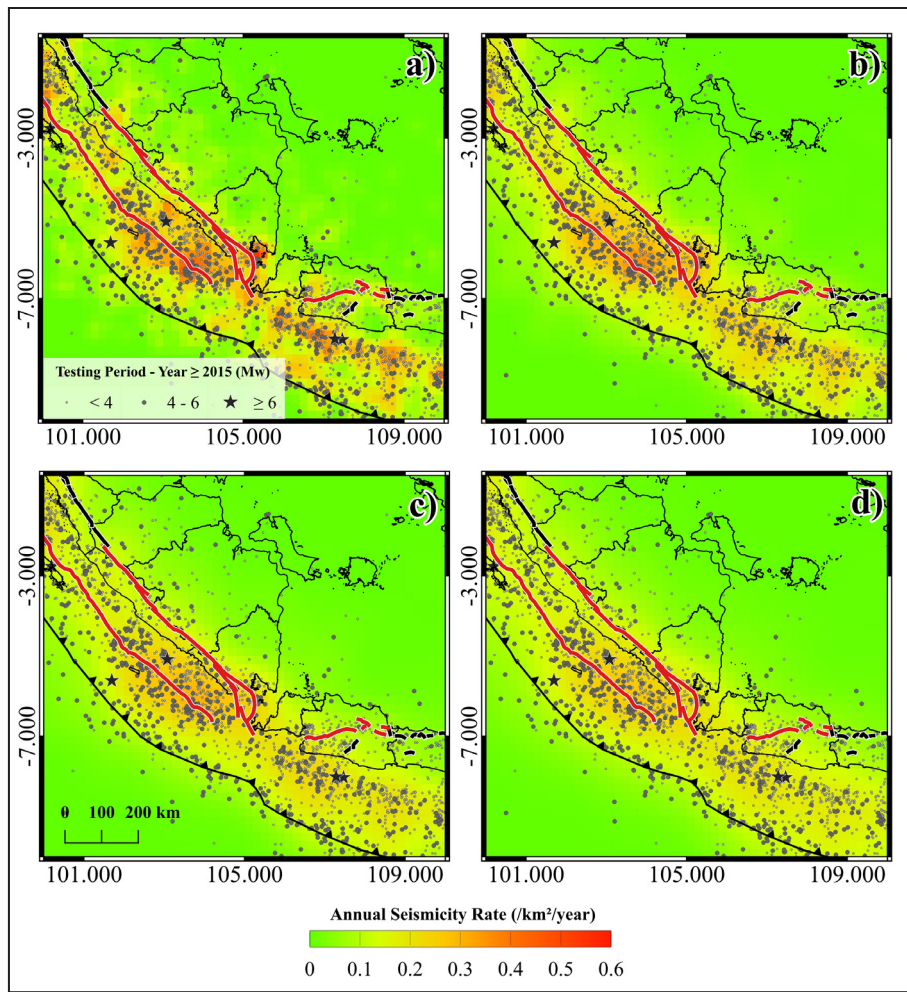 a)
b)
-3.000
-3.000
-7.000
-7.000
Testing Period - Year ≥ 2015 (Mw)
< 4 4 - 6 ≥ 6
101.000 105.000 109.000
101.000 105.000 109.000
c)
d)
-3.000
-3.000
-7.000
-7.000
0 100 200 km
101.000 105.000 109.000
101.000 105.000 109.000
Annual Seismicity Rate (/km²/year)
0 0.1 0.2 0.3 0.4 0.5 0.6